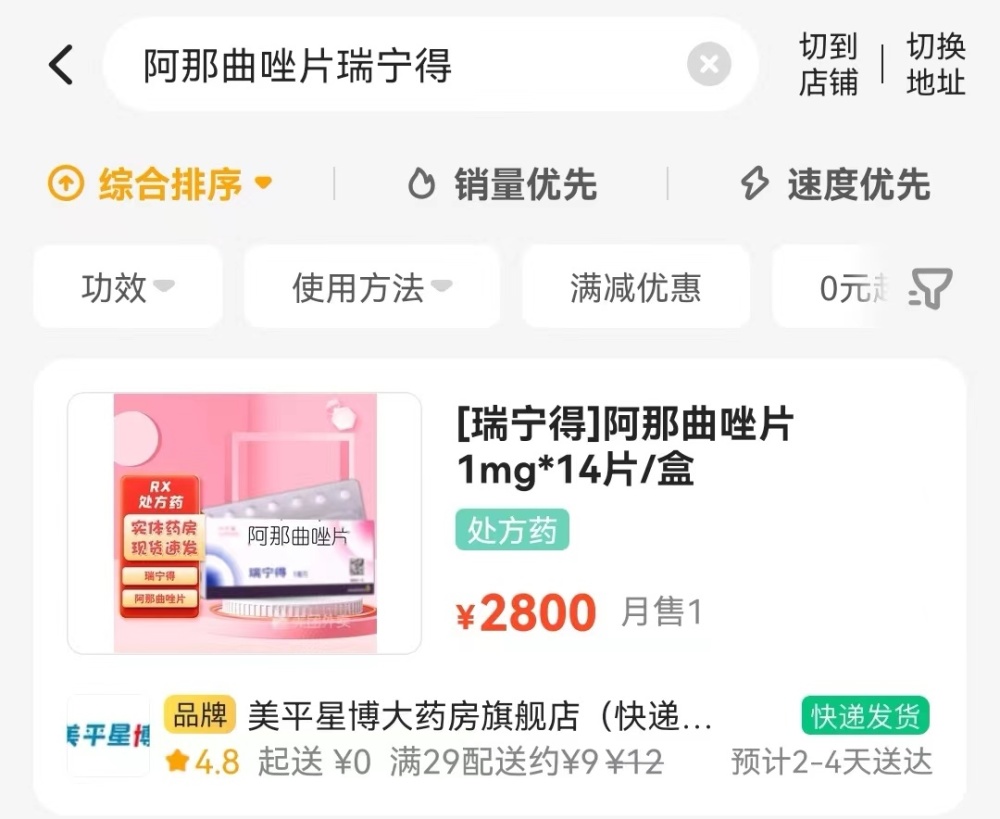 阿那曲唑片瑞宁得
切到
店铺
切换
地址
综合排序
销量优先
速度优先
功效
使用方法
满减优惠
0元起
RX
处方药
实体药房
现货速发
瑞宁得
阿那曲唑片
阿那曲唑片
瑞宁得
[瑞宁得]阿那曲唑片
1mg*14片/盒
处方药
¥2800 月售1
美平星博
品牌 美平星博大药房旗舰店（快递...
快递发货
4.8 起送 ¥0 满29配送约¥9 ¥12
预计2-4天送达